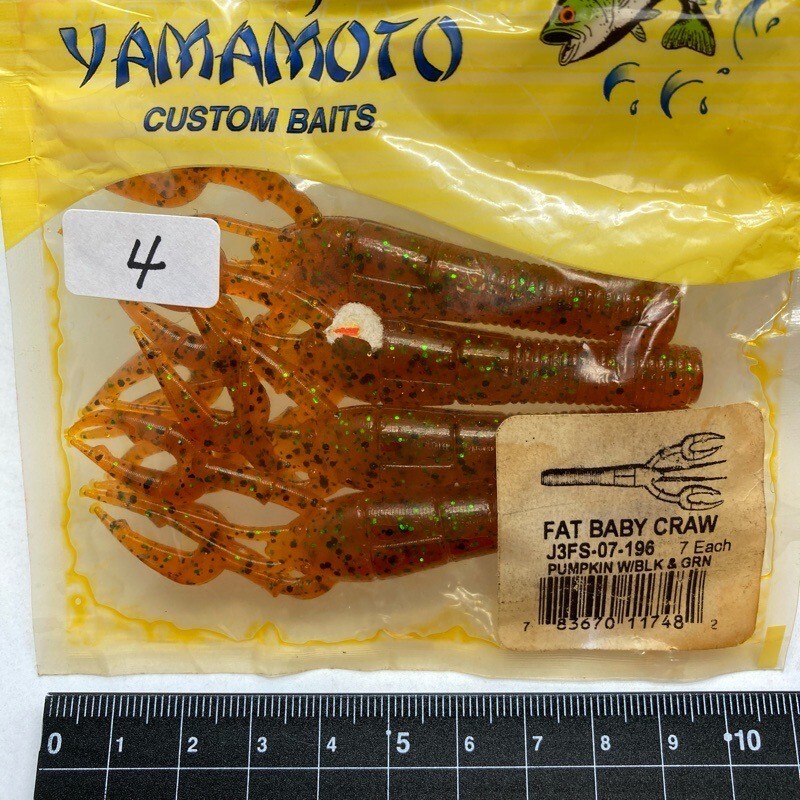 YAMAMOTO
CUSTOM BAITS
4
FAT BABY CRAW
J3FS-07-196 7 Each
PUMPKIN W/BLK & GRN
7 83670 11748 2
0 1 2 3 4 5 6 7 8 9 10